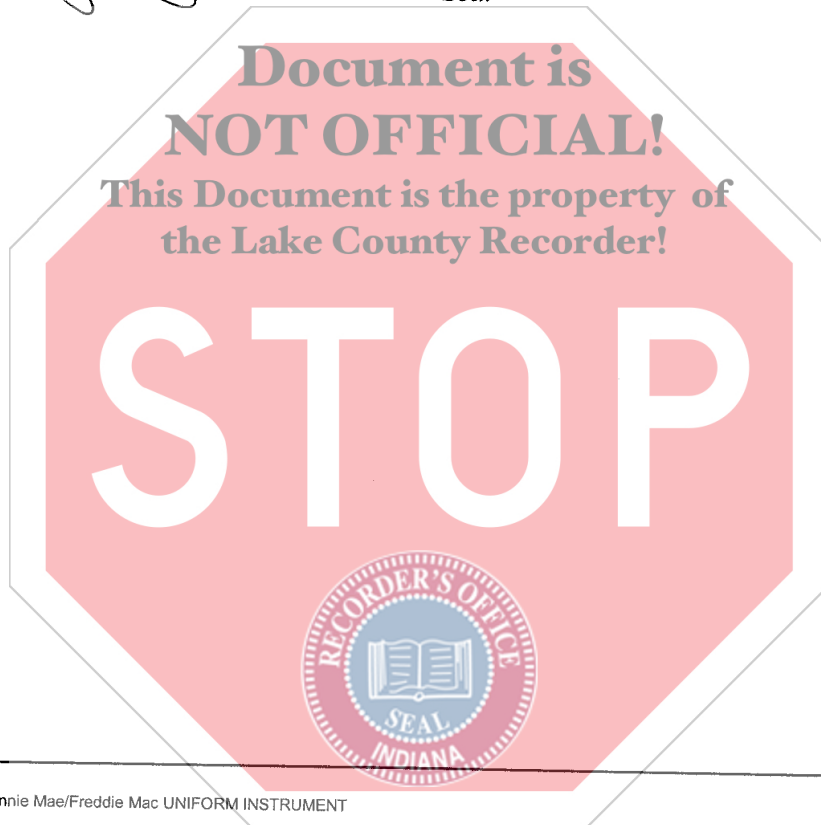 Document is
NOT OFFICIAL!
This Document is the property of
the Lake County Recorder!
STOP
RECORDER'S OFFICE
SEAL
INDIANA
nnie Mae/Freddie Mac UNIFORM INSTRUMENT